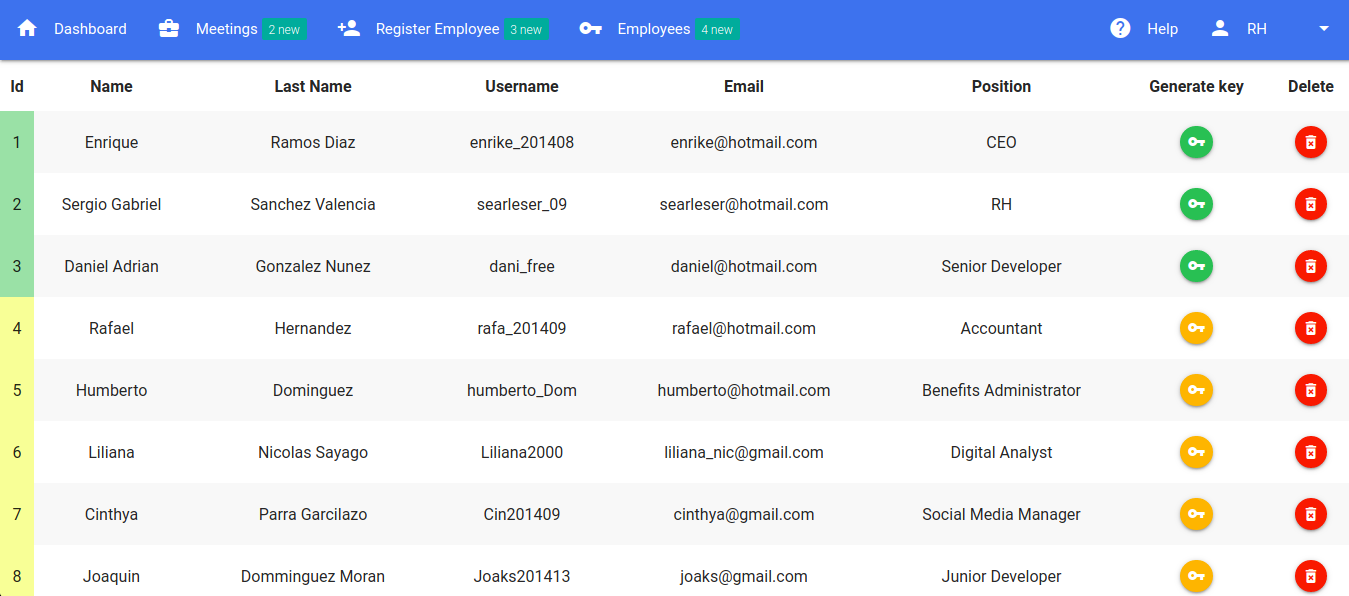 Dashboard Meetings 2 new Register Employee 3 new Employees 4 new Help RH
Id Name Last Name Username Email Position Generate key Delete
1 Enrique Ramos Diaz enrike_201408 enrike@hotmail.com CEO
2 Sergio Gabriel Sanchez Valencia searleser_09 searleser@hotmail.com RH
3 Daniel Adrian Gonzalez Nunez dani_free daniel@hotmail.com Senior Developer
4 Rafael Hernandez rafa_201409 rafael@hotmail.com Accountant
5 Humberto Dominguez humberto_Dom humberto@hotmail.com Benefits Administrator
6 Liliana Nicolas Sayago Liliana2000 liliana_nic@gmail.com Digital Analyst
7 Cinthya Parra Garcilazo Cin201409 cinthya@gmail.com Social Media Manager
8 Joaquin Domminguez Moran Joaks201413 joaks@gmail.com Junior Developer